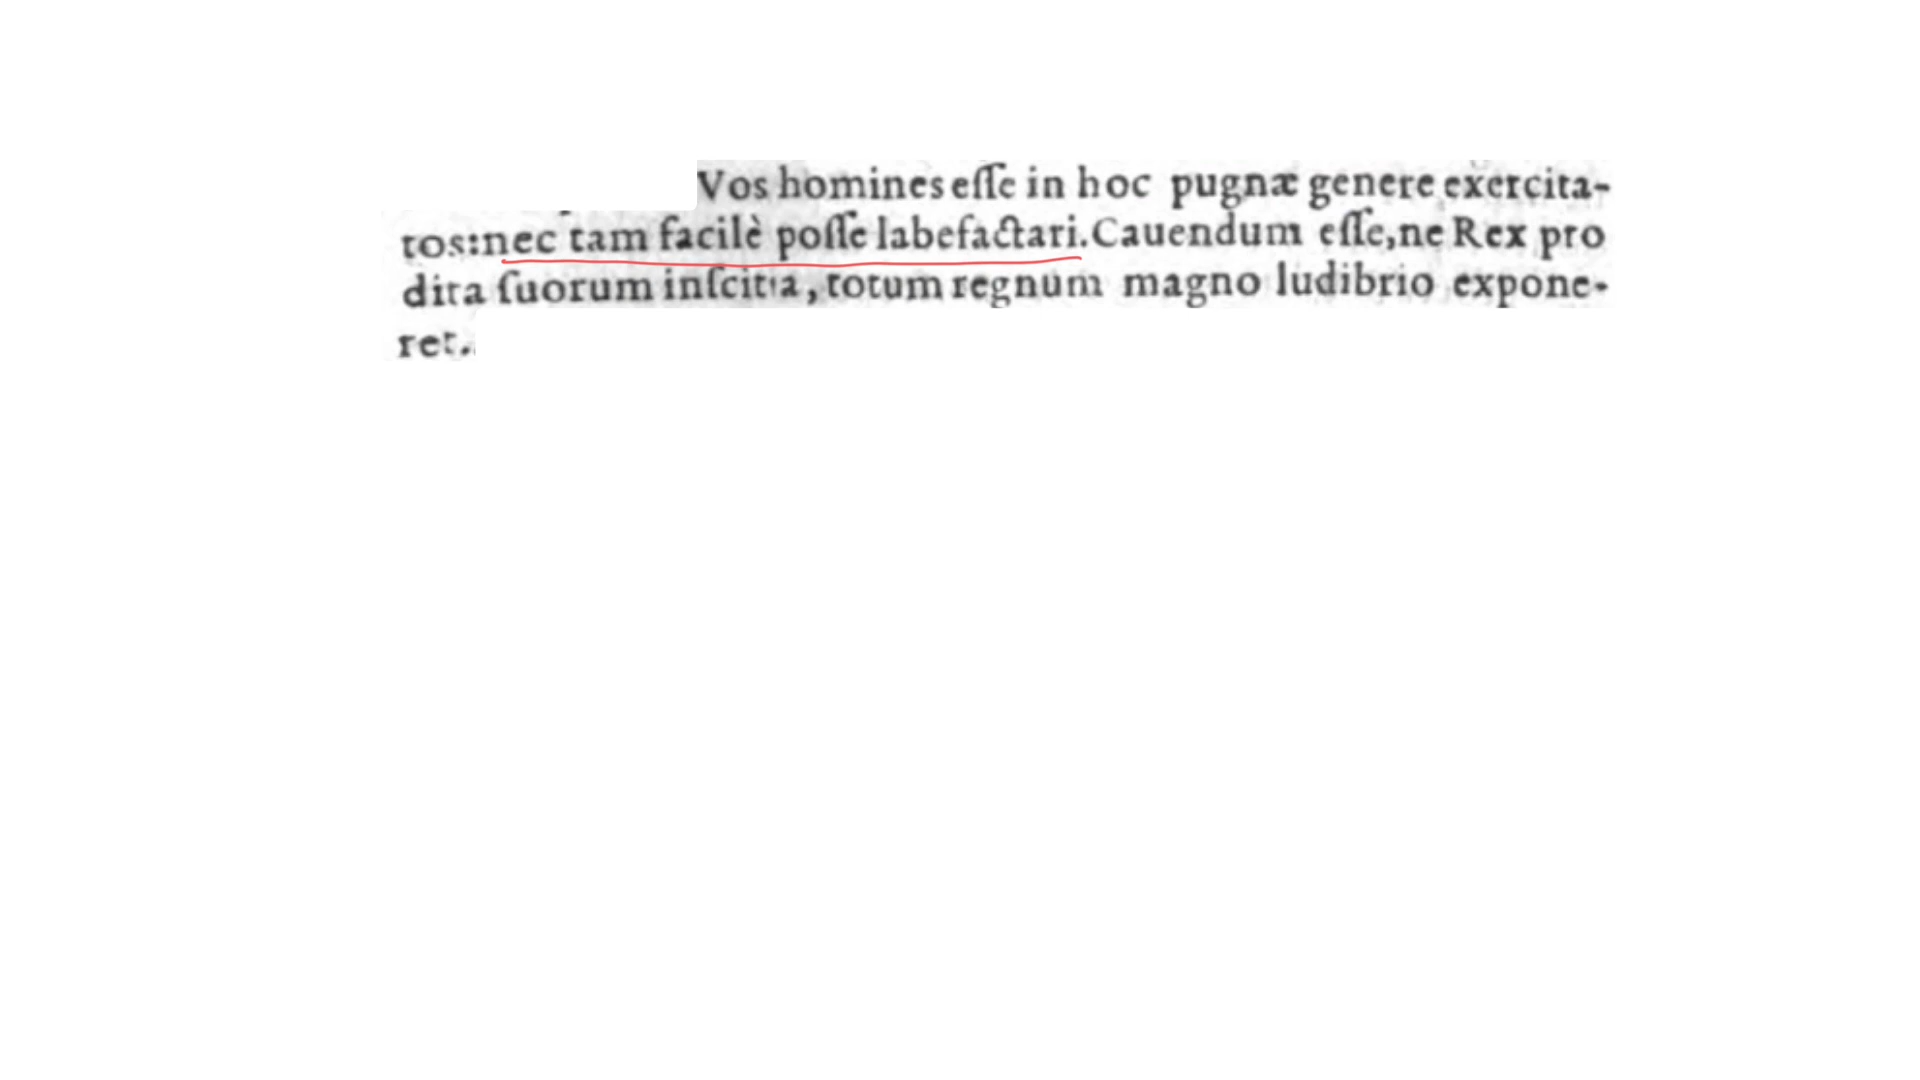 Vos homines eſſe in hoc pugnæ genere exercita-
tos:nec tam facilè poſſe labefactari.Cauendum eſſe,ne Rex pro
dita ſuorum inſcitia, totum regnum magno ludibrio expone-
ret.